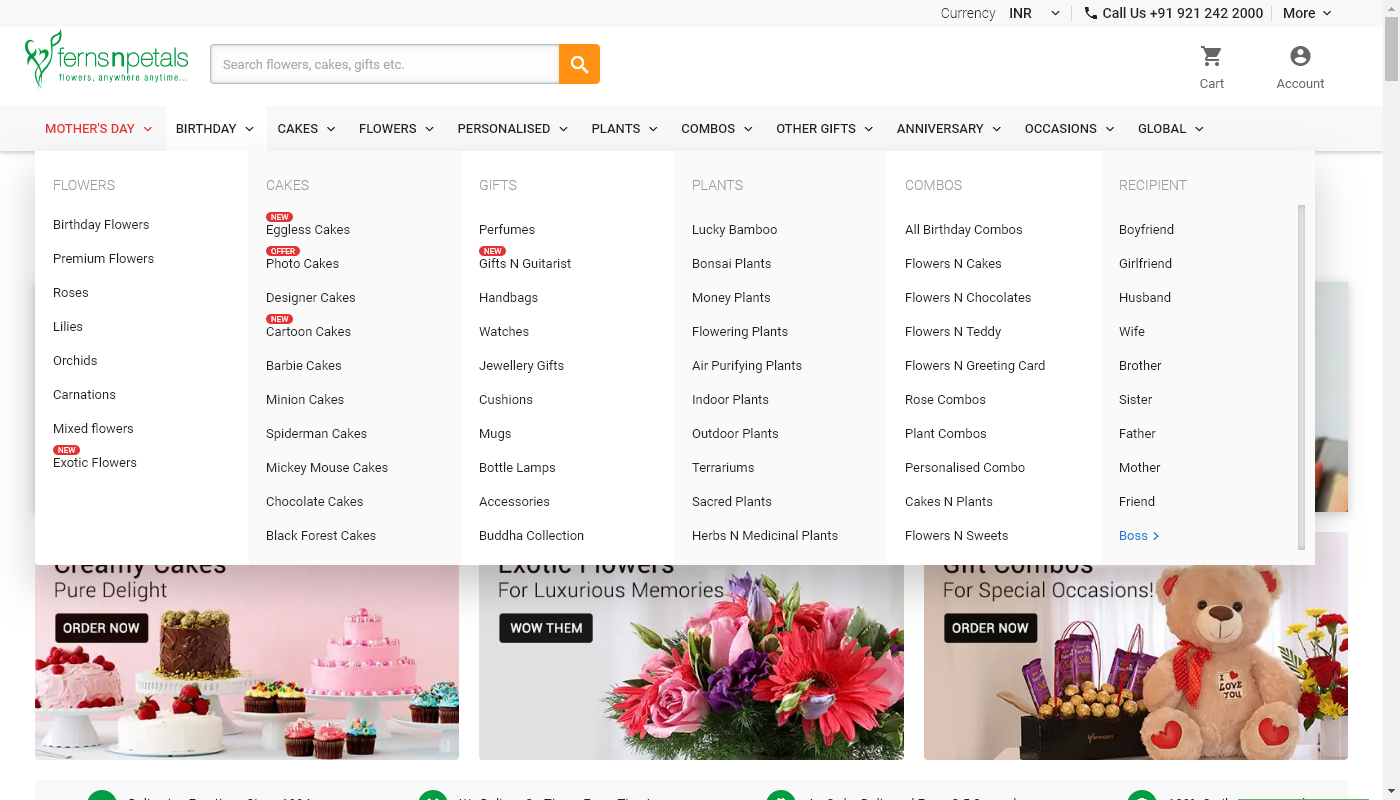 Currency INR Call Us +91 921 242 2000 More
fernsnpetals
flowers, anywhere anytime...
Search flowers, cakes, gifts etc.
Cart Account
MOTHER'S DAY BIRTHDAY CAKES FLOWERS PERSONALISED PLANTS COMBOS OTHER GIFTS ANNIVERSARY OCCASIONS GLOBAL
FLOWERS
Birthday Flowers
Premium Flowers
Roses
Lilies
Orchids
Carnations
Mixed flowers
NEW
Exotic Flowers
CAKES
NEW
Eggless Cakes
OFFER
Photo Cakes
Designer Cakes
NEW
Cartoon Cakes
Barbie Cakes
Minion Cakes
Spiderman Cakes
Mickey Mouse Cakes
Chocolate Cakes
Black Forest Cakes
GIFTS
Perfumes
NEW
Gifts N Guitarist
Handbags
Watches
Jewellery Gifts
Cushions
Mugs
Bottle Lamps
Accessories
Buddha Collection
PLANTS
Lucky Bamboo
Bonsai Plants
Money Plants
Flowering Plants
Air Purifying Plants
Indoor Plants
Outdoor Plants
Terrariums
Sacred Plants
Herbs N Medicinal Plants
COMBOS
All Birthday Combos
Flowers N Cakes
Flowers N Chocolates
Flowers N Teddy
Flowers N Greeting Card
Rose Combos
Plant Combos
Personalised Combo
Cakes N Plants
Flowers N Sweets
RECIPIENT
Boyfriend
Girlfriend
Husband
Wife
Brother
Sister
Father
Mother
Friend
Boss
Creamy Cakes
Pure Delight
ORDER NOW
Exotic Flowers
For Luxurious Memories
WOW THEM
Gift Combos
For Special Occasions!
ORDER NOW
I LOVE
YOU